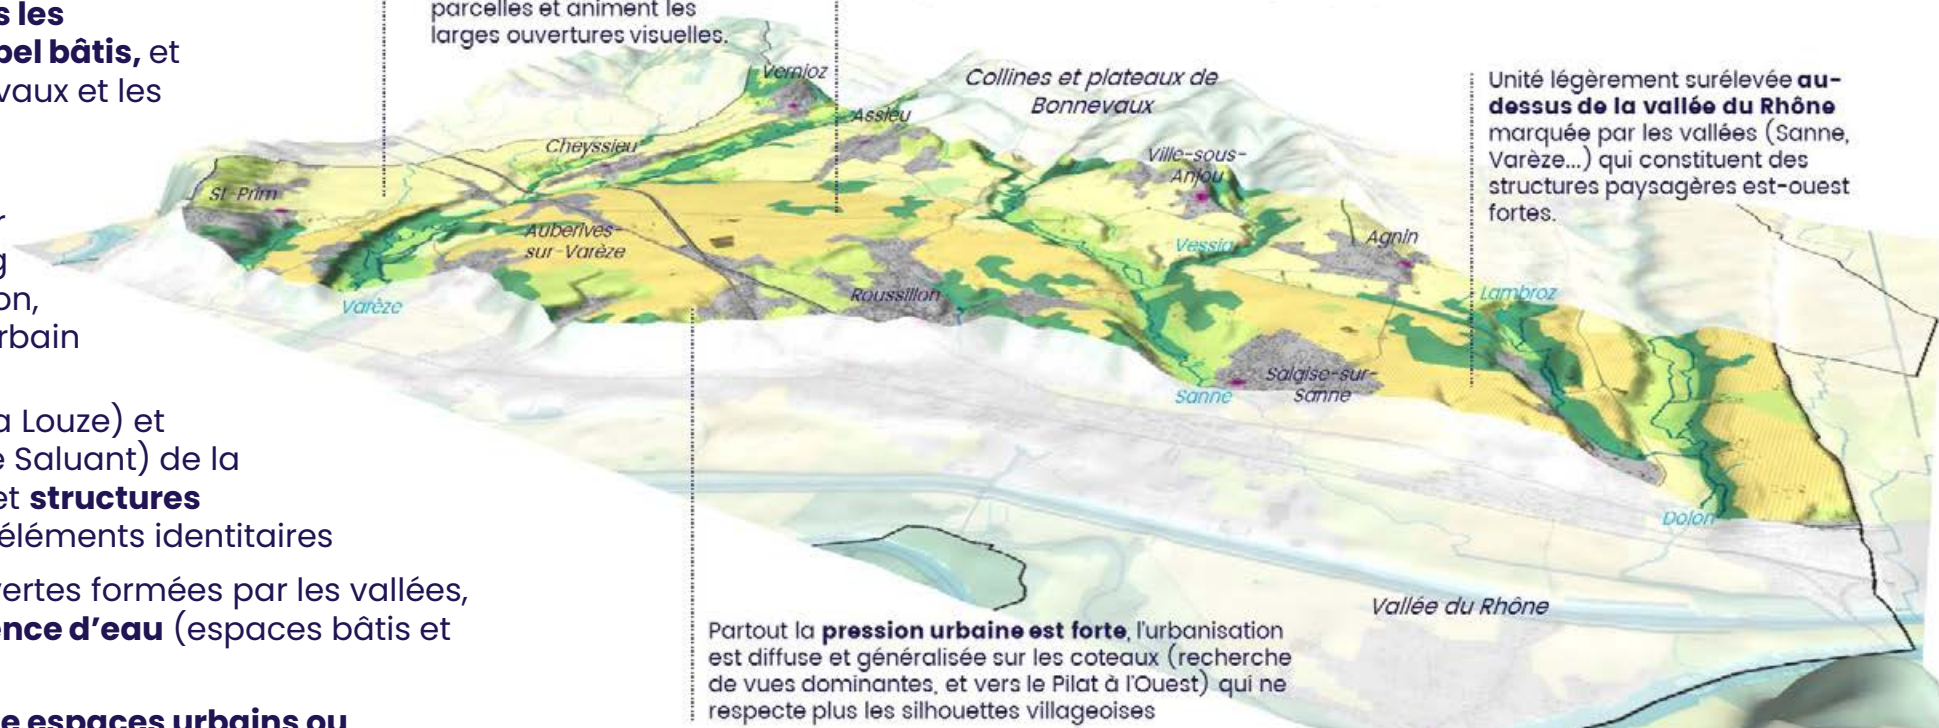 s les
pel bâtis, et
vaux et les
r
g
on,
rbain
a Louze) et
e Saluant) de la
et structures
éléments identitaires
vertes formées par les vallées,
ence d'eau (espaces bâtis et
e espaces urbains ou
parcelles et animent les
larges ouvertures visuelles.
Vernioz
Collines et plateaux de
Bonnevaux
Assieu
Cheyssieu
Ville-sous-
Anjou
St-Prim
Auberives-
sur-Varèze
Vessia
Agnin
Varèze
Roussillon
Lambroz
Salaise-sur-
Sanne
Sanne
Dolon
Vallée du Rhône
Unité légèrement surélevée au-
dessus de la vallée du Rhône
marquée par les vallées (Sanne,
Varèze...) qui constituent des
structures paysagères est-ouest
fortes.
Partout la pression urbaine est forte, l'urbanisation
est diffuse et généralisée sur les coteaux (recherche
de vues dominantes, et vers le Pilat à l'Ouest) qui ne
respecte plus les silhouettes villageoises